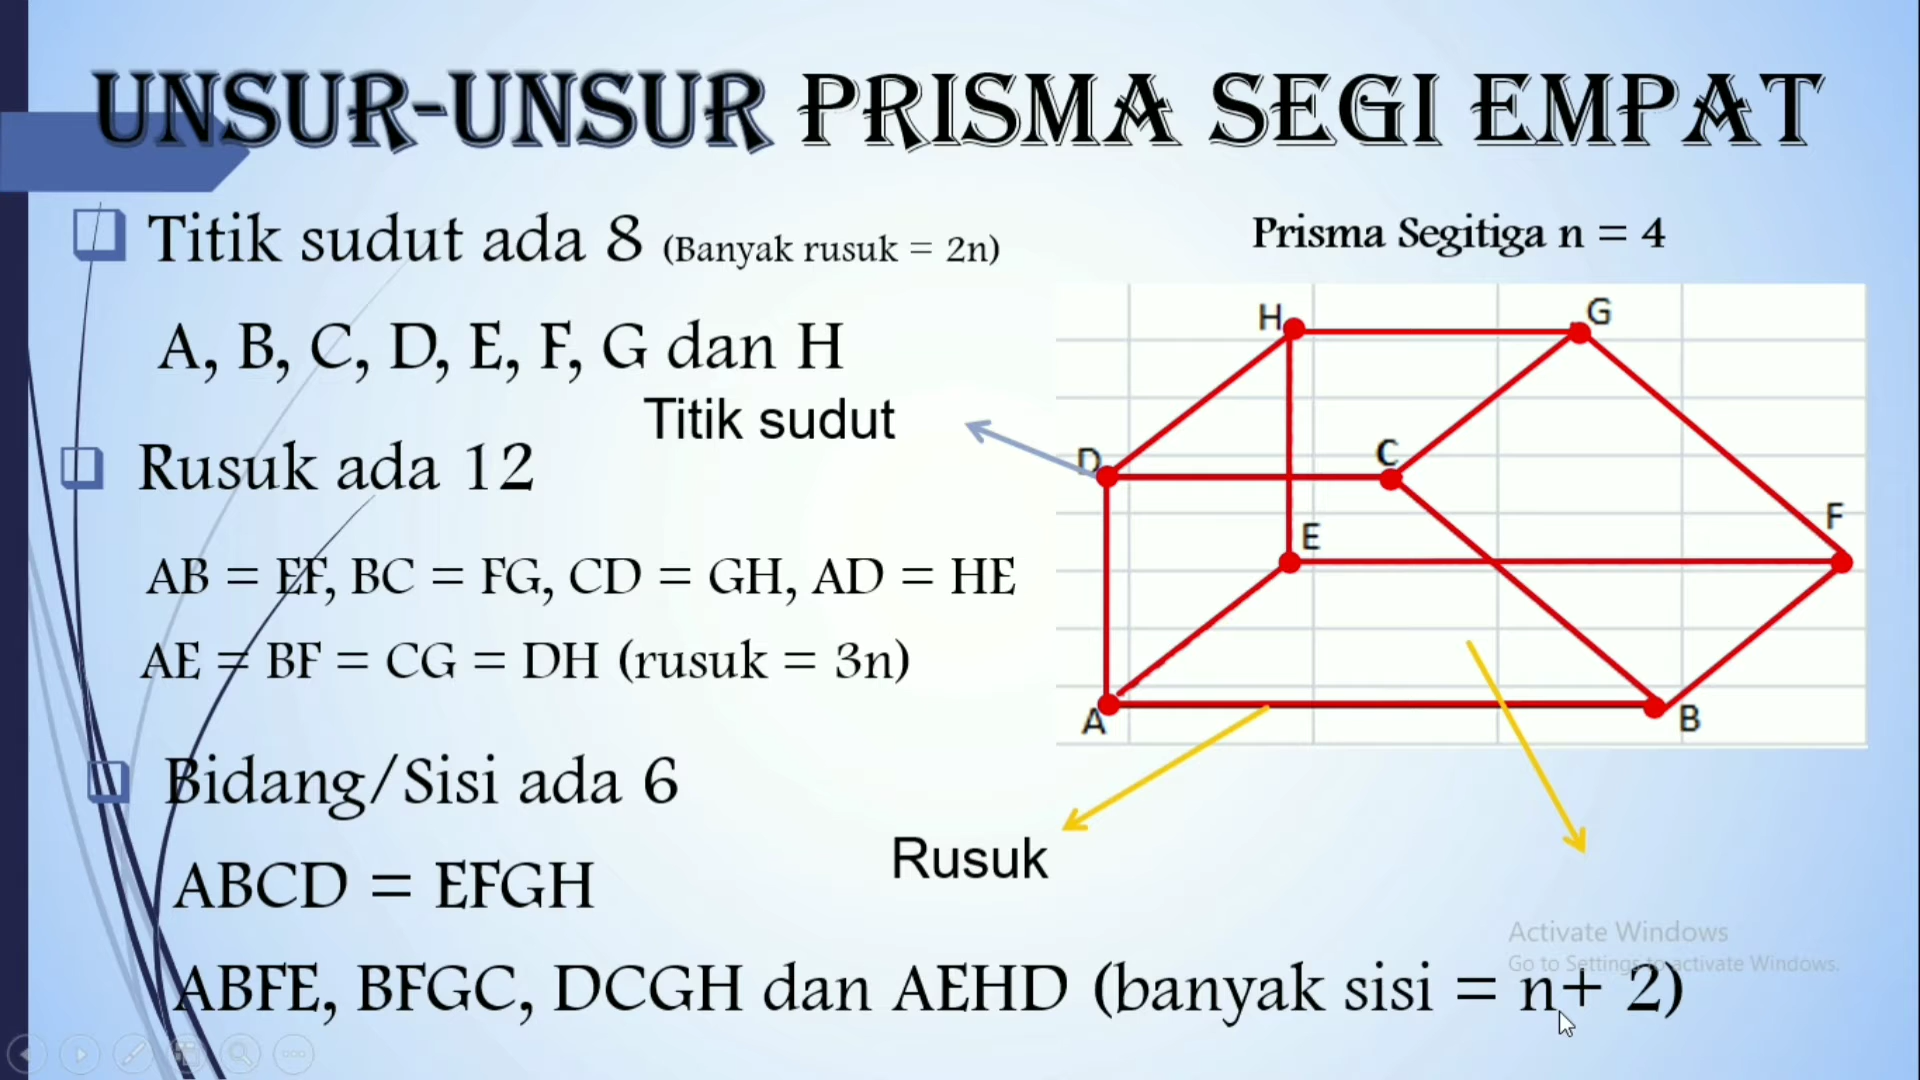 UNSUR-UNSUR PRISMA SEGI EMPAT
Titik sudut ada 8 (Banyak rusuk = 2n)
A, B, C, D, E, F, G dan H
Titik sudut
Rusuk ada 12
AB = EF, BC = FG, CD = GH, AD = HE
AE = BF = CG = DH (rusuk = 3n)
Bidang/Sisi ada 6
ABCD = EFGH
ABFE, BFGC, DCGH dan AEHD (banyak sisi = n+ 2)
Prisma Segitiga n = 4
H
G
D
C
E
F
A
B
Rusuk
Activate Windows
Go to Settings to activate Windows.